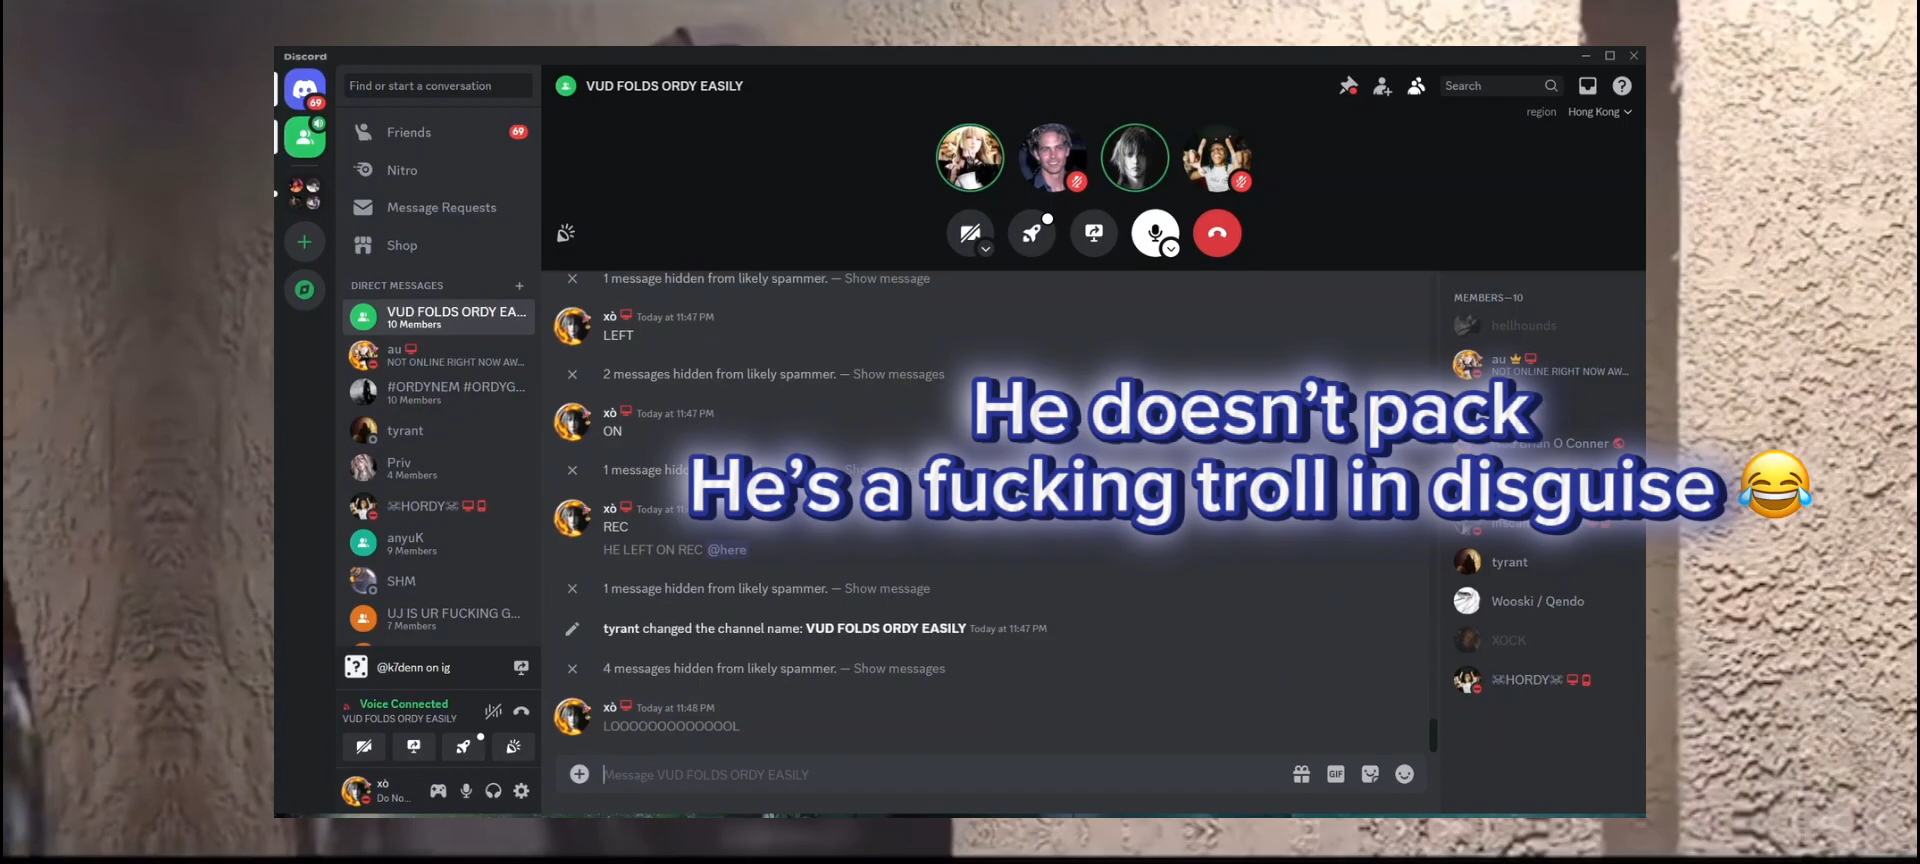 Discord
Find or start a conversation
VUD FOLDS ORDY EASILY
Search
region Hong Kong
69
Friends 69
Nitro
Message Requests
Shop
DIRECT MESSAGES
VUD FOLDS ORDY EA...
10 Members
au
NOT ONLINE RIGHT NOW AW...
#ORDYNEM #ORDYG...
10 Members
tyrant
Priv
4 Members
☠HORDY☠
anyuK
9 Members
SHM
UJ IS UR FUCKING G...
7 Members
@k7denn on ig
Voice Connected
VUD FOLDS ORDY EASILY
xò
Do No...
1 message hidden from likely spammer. — Show message
xò Today at 11:47 PM
LEFT
2 messages hidden from likely spammer. — Show messages
xò Today at 11:47 PM
ON
1 message hidd
xò Today at 11:47
REC
HE LEFT ON REC @here
1 message hidden from likely spammer. — Show message
tyrant changed the channel name: VUD FOLDS ORDY EASILY Today at 11:47 PM
4 messages hidden from likely spammer. — Show messages
xò Today at 11:48 PM
LOOOOOOOOOOOOOL
Message VUD FOLDS ORDY EASILY
GIF
He doesn't pack
He's a fucking troll in disguise 😂
MEMBERS—10
hellhounds
au
NOT ONLINE RIGHT NOW AW...
Brian O Conner
tyrant
Wooski / Qendo
XOCK
☠HORDY☠